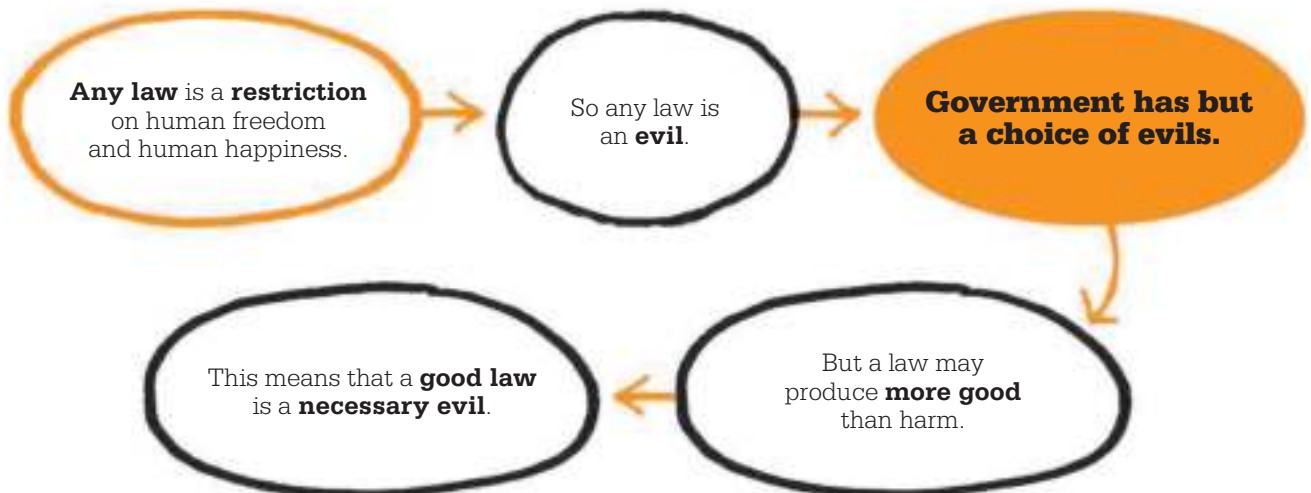 Any law is a restriction
on human freedom
and human happiness.
So any law is
an evil.
Government has but
a choice of evils.
But a law may
produce more good
than harm.
This means that a good law
is a necessary evil.